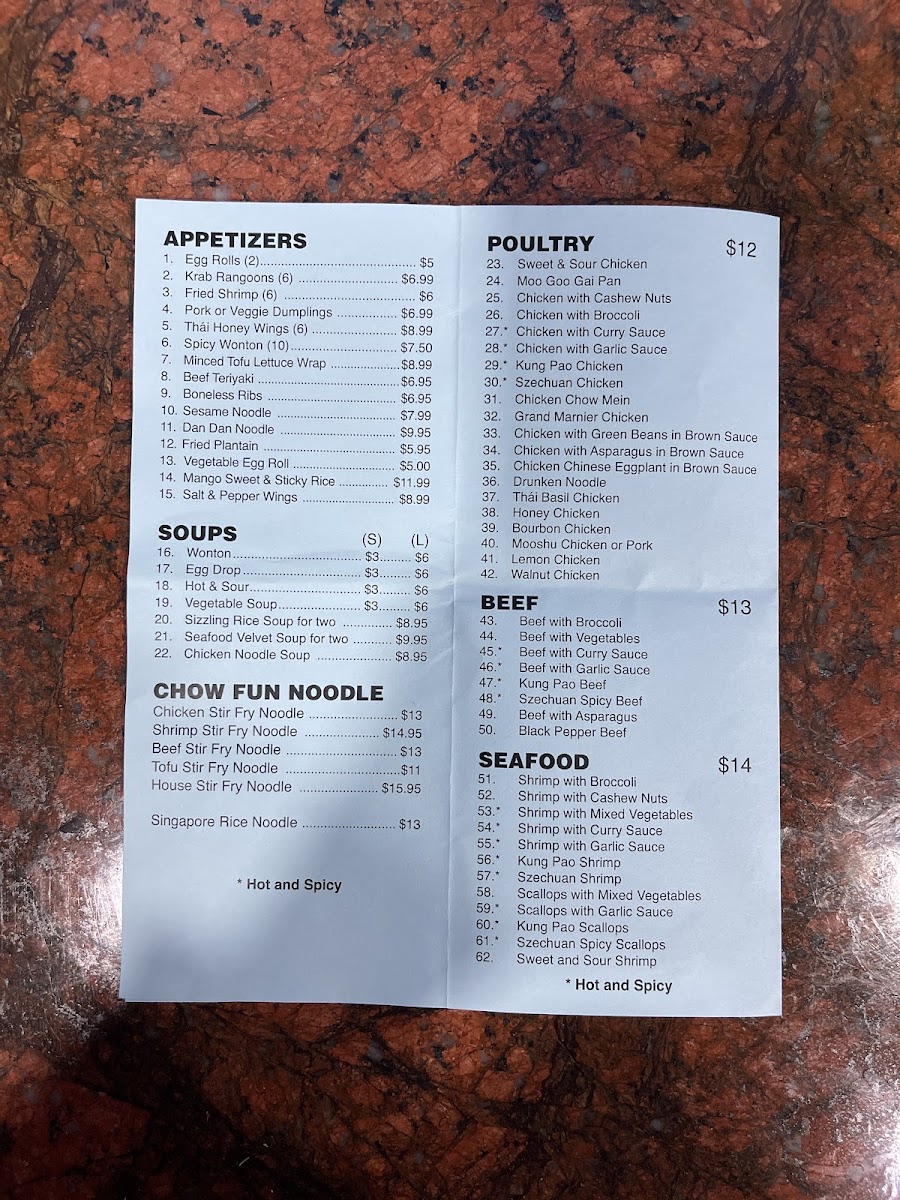 APPETIZERS
1. Egg Rolls (2)........................................... $5
2. Krab Rangoons (6) ............................ $6.99
3. Fried Shrimp (6) ..................................... $6
4. Pork or Veggie Dumplings ................. $6.99
5. Thái Honey Wings (6) ........................ $8.99
6. Spicy Wonton (10).............................. $7.50
7. Minced Tofu Lettuce Wrap ...................$8.99
8. Beef Teriyaki ....................................... $6.95
9. Boneless Ribs .................................... $6.95
10. Sesame Noodle ................................. $7.99
11. Dan Dan Noodle ................................ $9.95
12. Fried Plantain ..................................... $5.95
13. Vegetable Egg Roll ............................. $5.00
14. Mango Sweet & Sticky Rice .............. $11.99
15. Salt & Pepper Wings .......................... $8.99
SOUPS (S) (L)
16. Wonton.................................... $3......... $6
17. Egg Drop................................. $3......... $6
18. Hot & Sour............................... $3......... $6
19. Vegetable Soup....................... $3......... $6
20. Sizzling Rice Soup for two .............. $8.95
21. Seafood Velvet Soup for two ........... $9.95
22. Chicken Noodle Soup ..................... $8.95
CHOW FUN NOODLE
Chicken Stir Fry Noodle ........................ $13
Shrimp Stir Fry Noodle .................... $14.95
Beef Stir Fry Noodle .............................. $13
Tofu Stir Fry Noodle ...............................$11
House Stir Fry Noodle ..................... $15.95
Singapore Rice Noodle .......................... $13
* Hot and Spicy
POULTRY $12
23. Sweet & Sour Chicken
24. Moo Goo Gai Pan
25. Chicken with Cashew Nuts
26. Chicken with Broccoli
27.* Chicken with Curry Sauce
28.* Chicken with Garlic Sauce
29.* Kung Pao Chicken
30.* Szechuan Chicken
31. Chicken Chow Mein
32. Grand Marnier Chicken
33. Chicken with Green Beans in Brown Sauce
34. Chicken with Asparagus in Brown Sauce
35. Chicken Chinese Eggplant in Brown Sauce
36. Drunken Noodle
37. Thái Basil Chicken
38. Honey Chicken
39. Bourbon Chicken
40. Mooshu Chicken or Pork
41. Lemon Chicken
42. Walnut Chicken
BEEF $13
43. Beef with Broccoli
44. Beef with Vegetables
45.* Beef with Curry Sauce
46.* Beef with Garlic Sauce
47.* Kung Pao Beef
48.* Szechuan Spicy Beef
49. Beef with Asparagus
50. Black Pepper Beef
SEAFOOD $14
51. Shrimp with Broccoli
52. Shrimp with Cashew Nuts
53.* Shrimp with Mixed Vegetables
54.* Shrimp with Curry Sauce
55.* Shrimp with Garlic Sauce
56.* Kung Pao Shrimp
57.* Szechuan Shrimp
58. Scallops with Mixed Vegetables
59.* Scallops with Garlic Sauce
60.* Kung Pao Scallops
61.* Szechuan Spicy Scallops
62. Sweet and Sour Shrimp
* Hot and Spicy